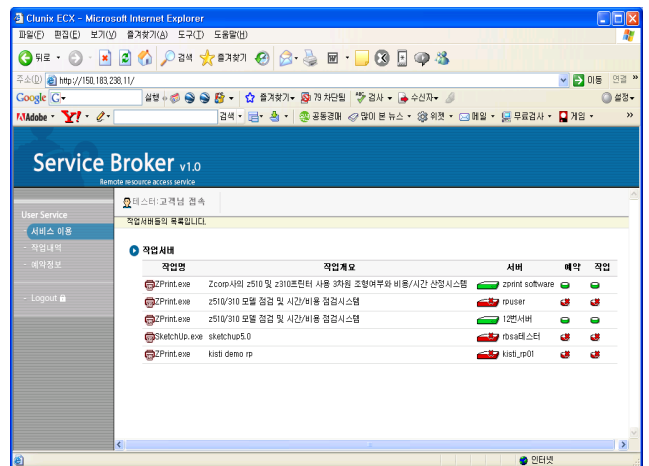 Clunix ECX - Microsoft Internet Explorer
파일(F) 편집(E) 보기(V) 즐겨찾기(A) 도구(T) 도움말(H)
뒤로 검색 즐겨찾기
주소(D) http://150.183.238.11/ 이동 연결 »
Google G 실행 즐겨찾기 79 차단됨 검사 수신자 설정
Adobe Y! 검색 공동경매 많이 본 뉴스 위젯 메일 무료검사 게임 »
Service Broker v1.0
Remote resource access service
테스터:고객님 접속
작업서버들의 목록입니다.
User Service
- 서비스 이용
- 작업내역
- 예약정보
- Logout
작업서버
작업명 작업개요 서버 예약 작업
ZPrint.exe Zcorp사의 z510 및 z310프린터 사용 3차원 조형여부와 비용/시간 산정시스템 zprint software
ZPrint.exe z510/310 모델 점검 및 시간/비용 점검시스템 rpuser
ZPrint.exe z510/310 모델 점검 및 시간/비용 점검시스템 12번서버
SketchUp.exe sketchup5.0 rbsa테스터
ZPrint.exe kisti demo rp kisti_rp01
인터넷